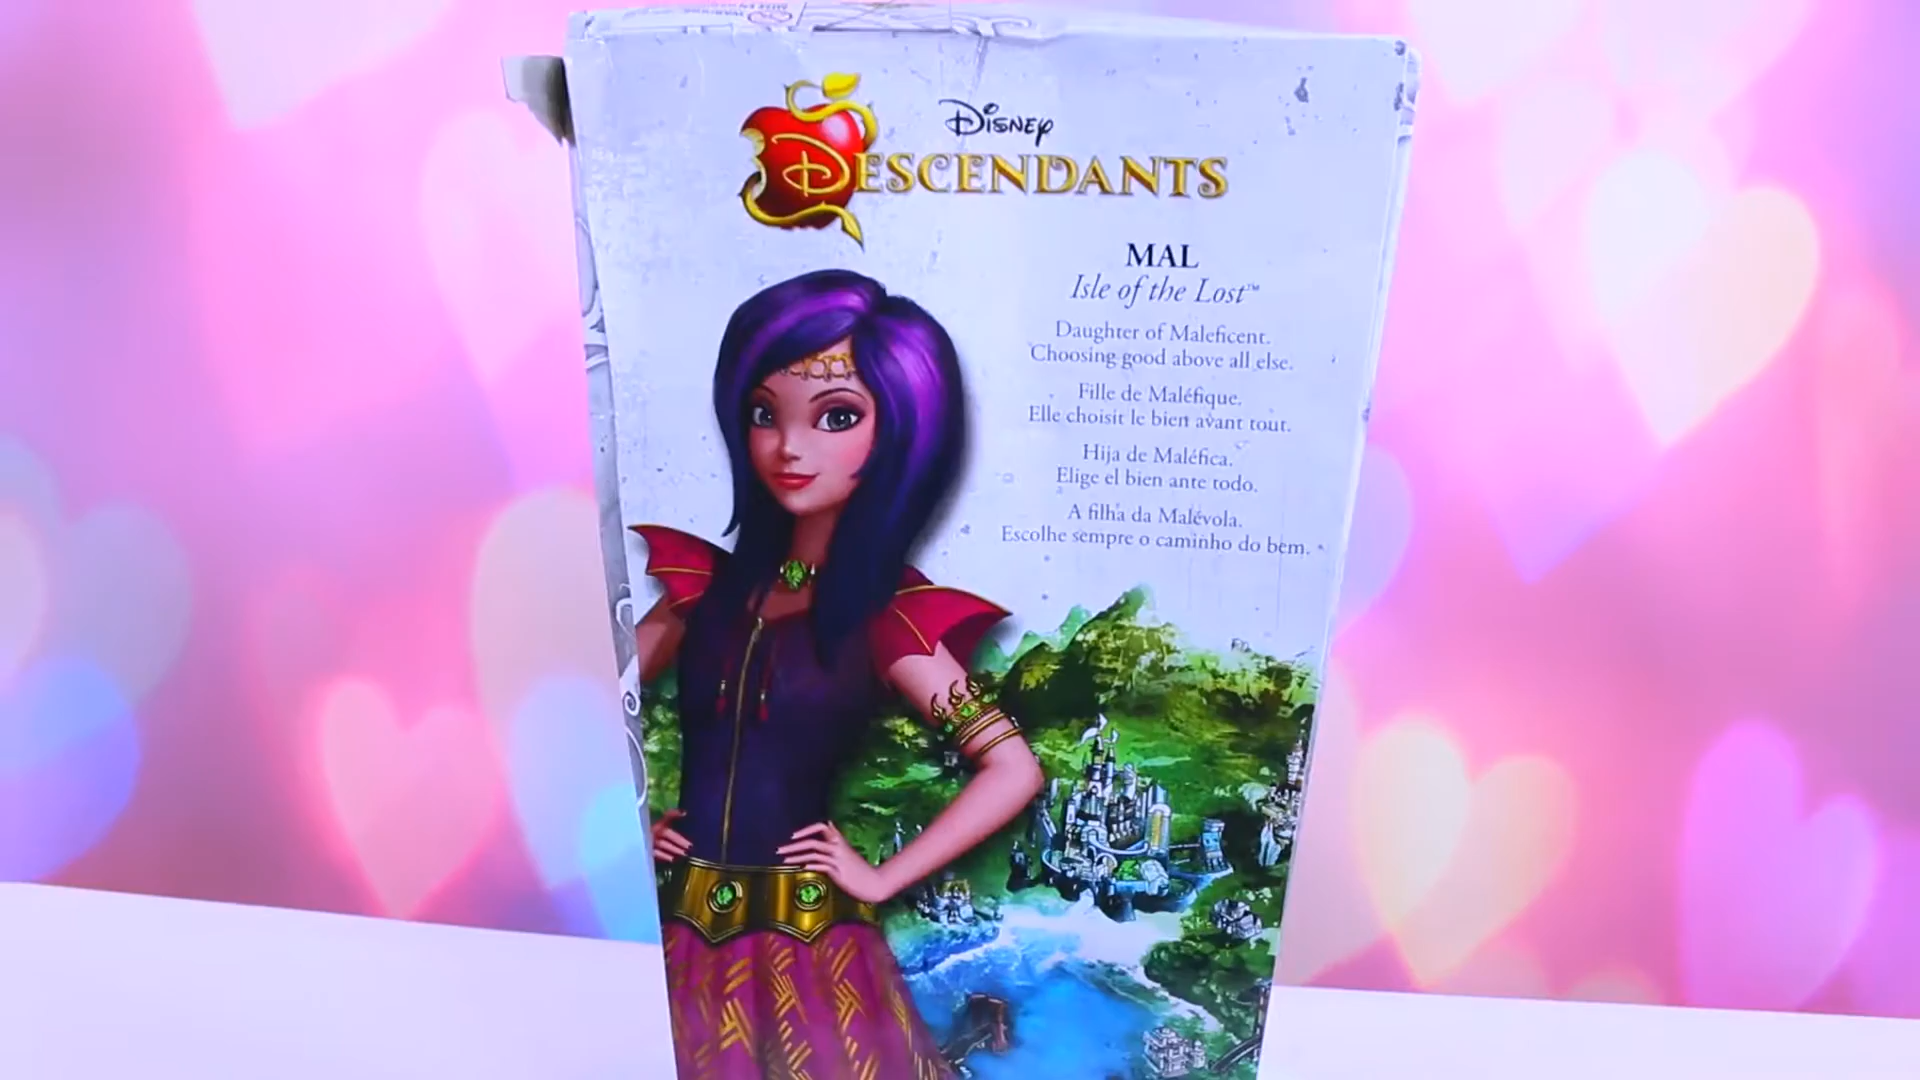 Disney
DESCENDANTS
MAL
Isle of the Lost™
Daughter of Maleficent.
Choosing good above all else.
Fille de Maléfique.
Elle choisit le bien avant tout.
Hija de Maléfica.
Elige el bien ante todo.
A filha da Malévola.
Escolhe sempre o caminho do bem.